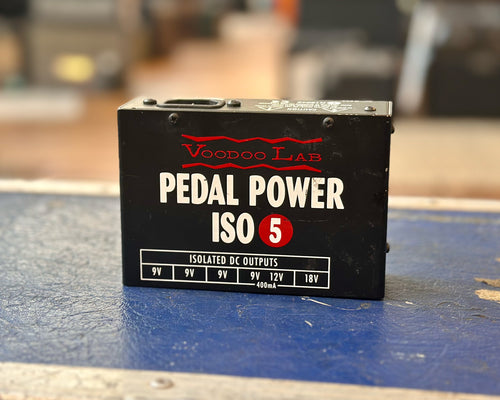 VOODOO LAB
PEDAL POWER
ISO 5
ISOLATED DC OUTPUTS
9V 9V 9V 9V 12V 18V
400mA